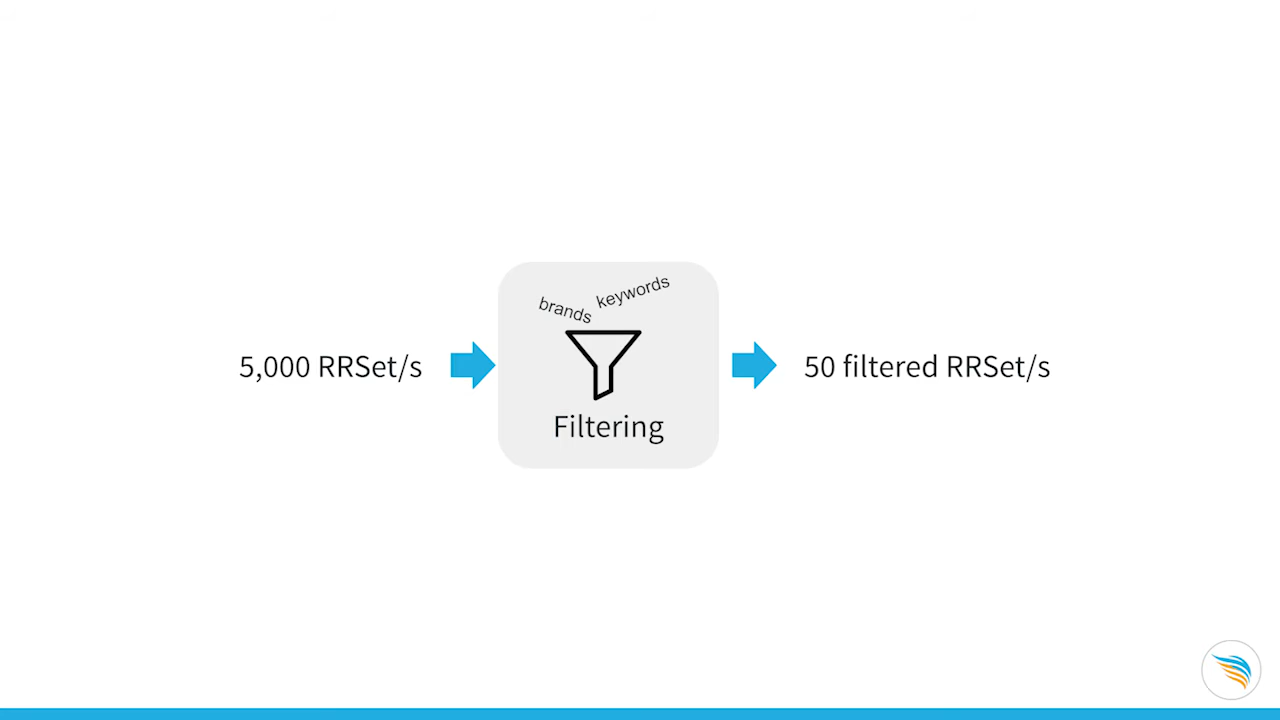 brands
keywords
5,000 RRSet/s
50 filtered RRSet/s
Filtering